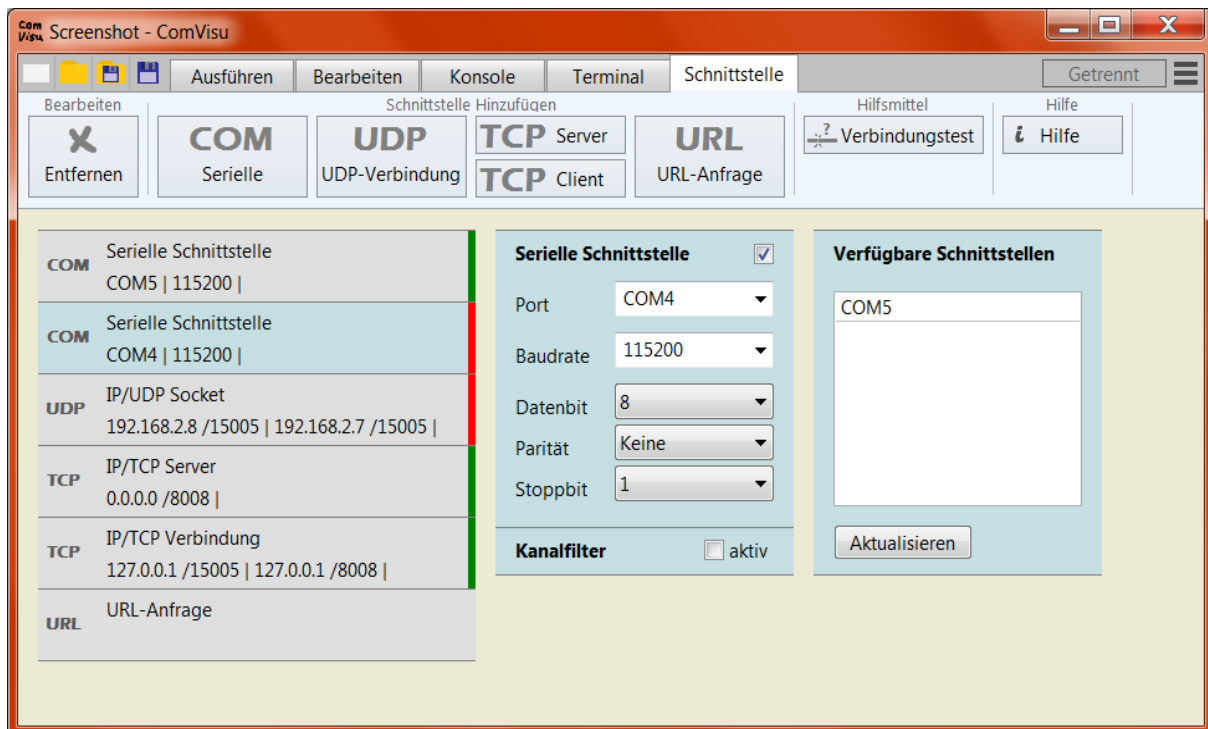 Com Visu Screenshot - ComVisu
Ausführen Bearbeiten Konsole Terminal Schnittstelle Getrennt
Bearbeiten Schnittstelle Hinzufügen Hilfsmittel Hilfe
Entfernen
COM Serielle
UDP UDP-Verbindung
TCP Server
TCP Client
URL URL-Anfrage
? Verbindungstest
i Hilfe
COM Serielle Schnittstelle
COM5 | 115200 |
COM Serielle Schnittstelle
COM4 | 115200 |
UDP IP/UDP Socket
192.168.2.8 /15005 | 192.168.2.7 /15005 |
TCP IP/TCP Server
0.0.0.0 /8008 |
TCP IP/TCP Verbindung
127.0.0.1 /15005 | 127.0.0.1 /8008 |
URL URL-Anfrage
Serielle Schnittstelle
Port COM4
Baudrate 115200
Datenbit 8
Parität Keine
Stoppbit 1
Kanalfilter aktiv
Verfügbare Schnittstellen
COM5
Aktualisieren